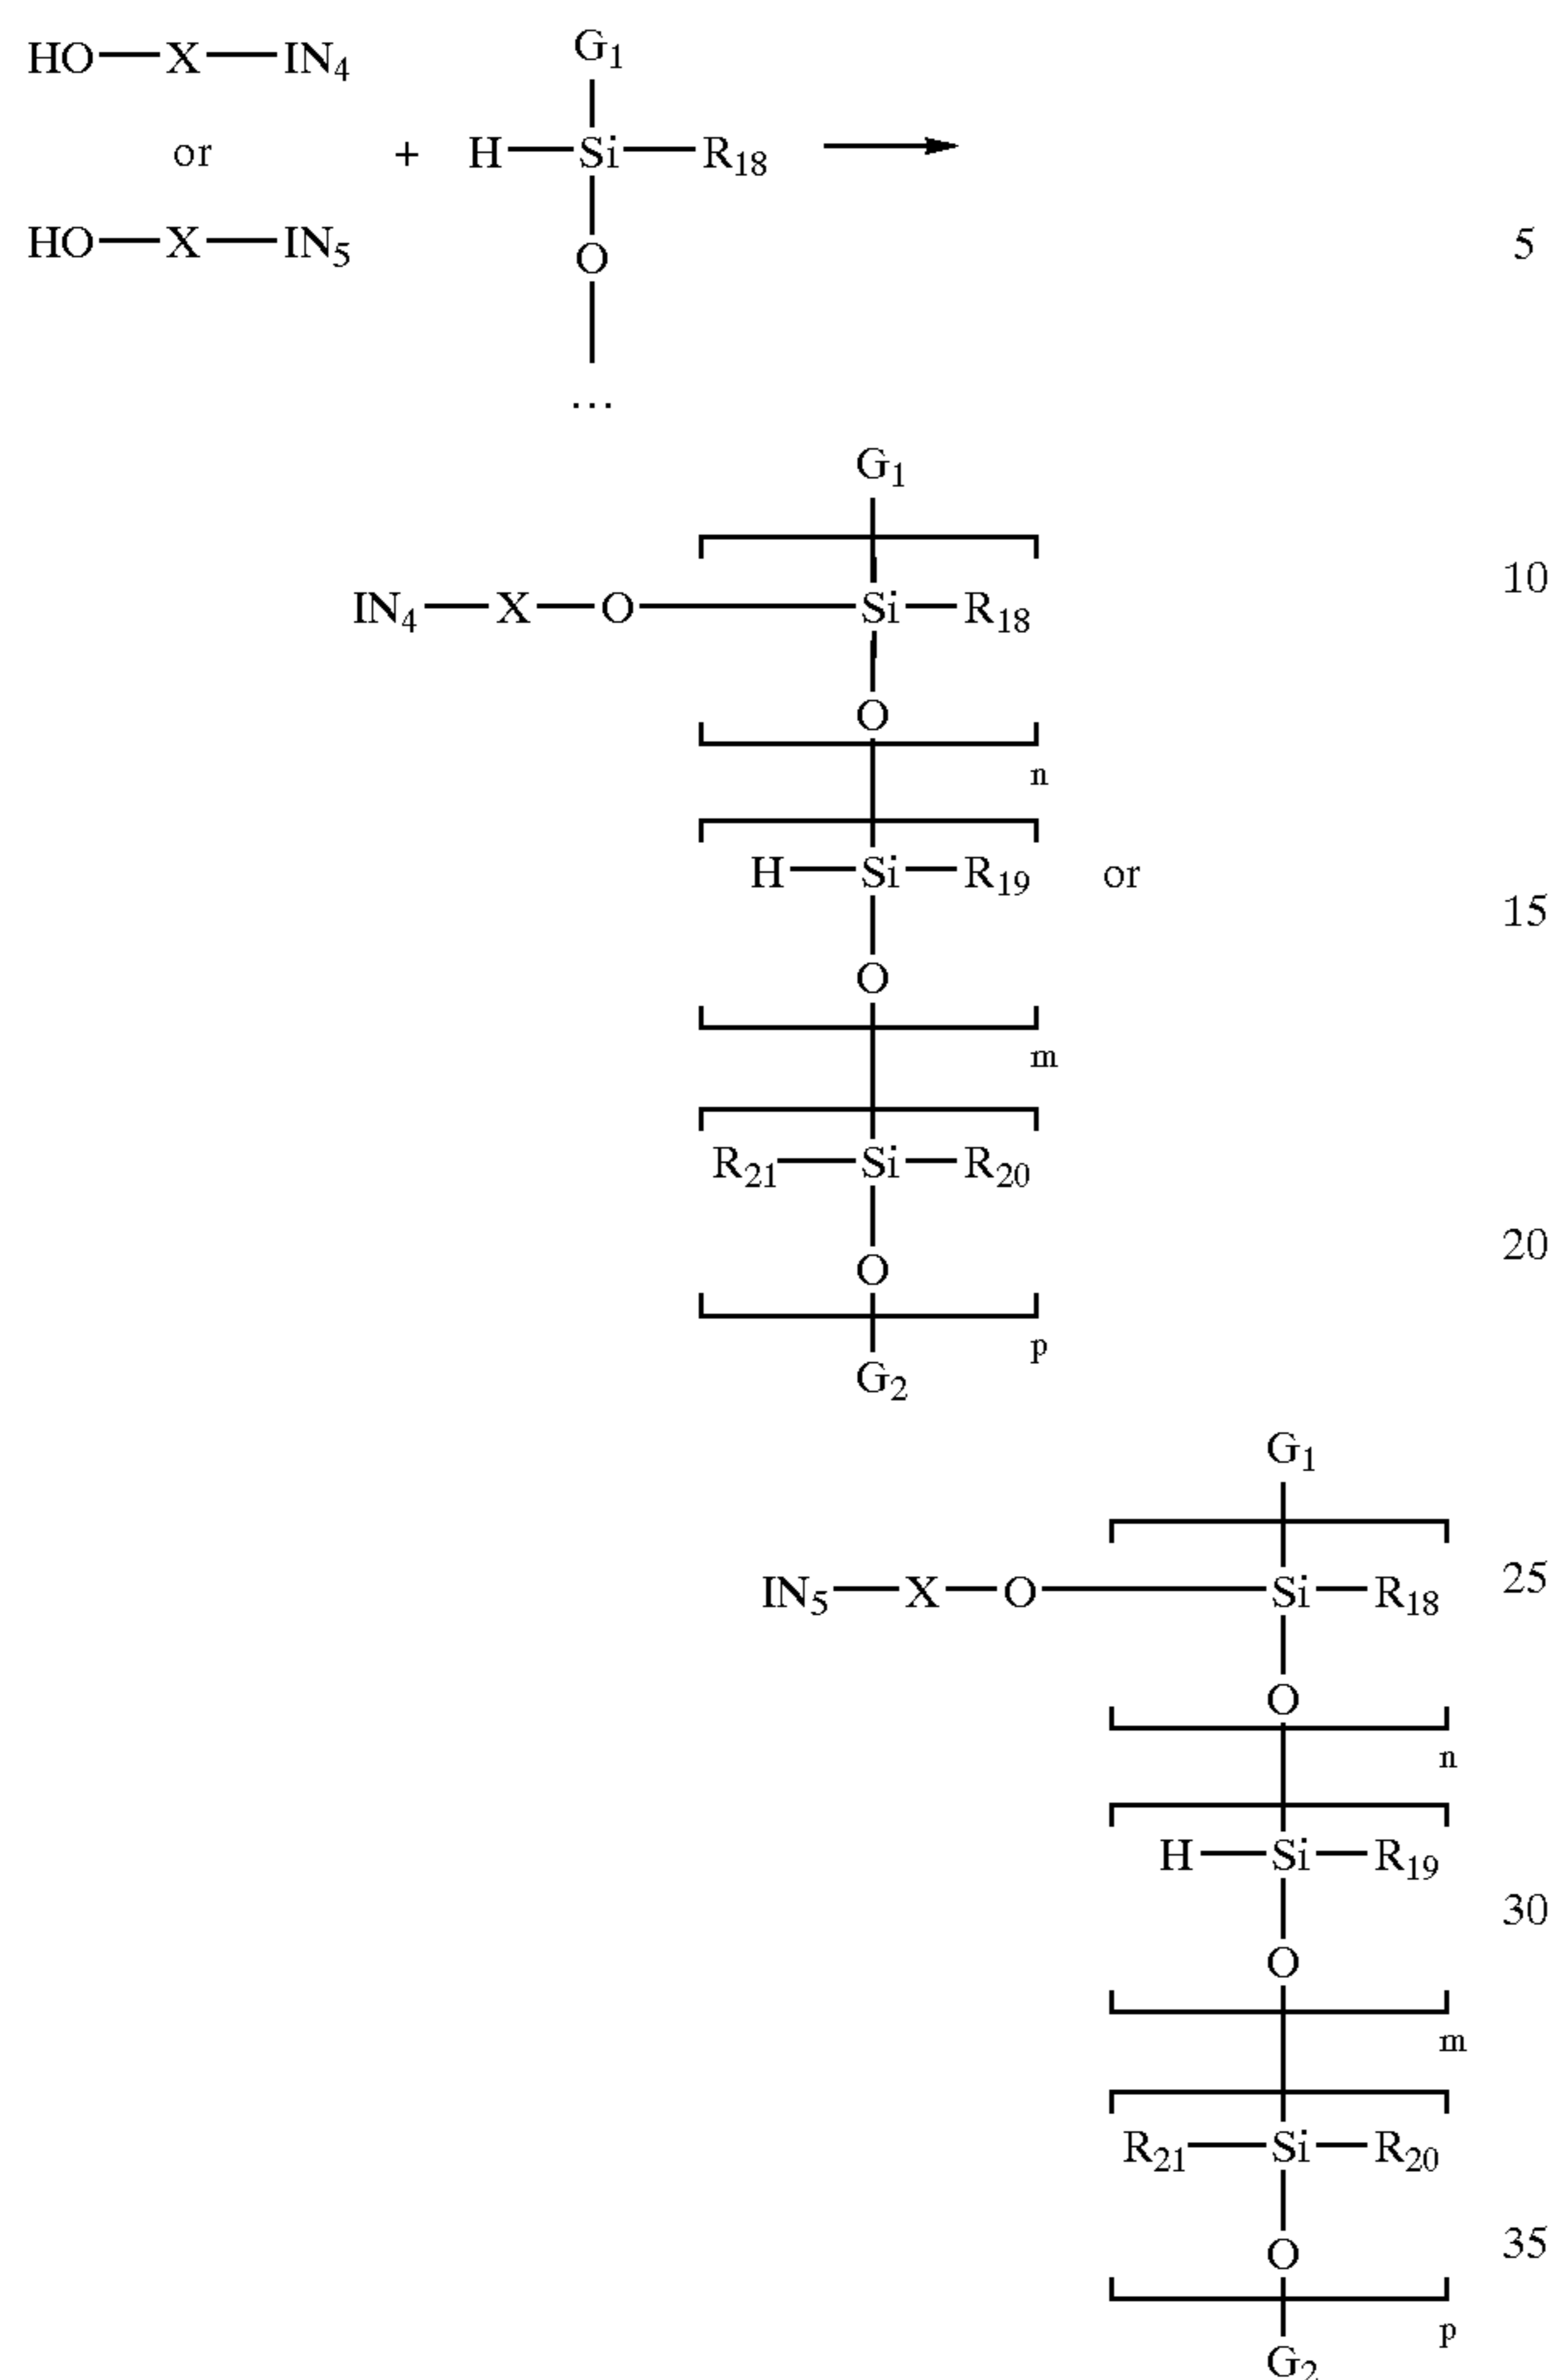 HO—X—IN4 G1
or + H—Si—R18
HO—X—IN5 O 5
...
G1
10
IN4—X—O—Si—R18
O
n
H—Si—R19 or
15
O
m
R21—Si—R20
20
O
p
G2
G1
25
IN5—X—O—Si—R18
O
n
H—Si—R19
30
O
m
R21—Si—R20
35
O
p
G2